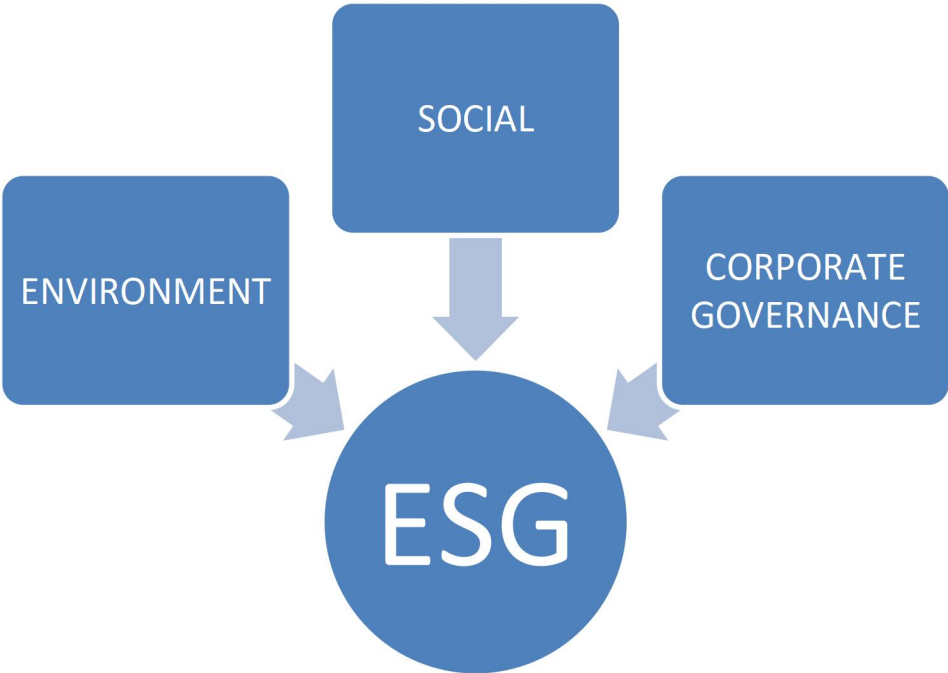 SOCIAL
ENVIRONMENT
CORPORATE
GOVERNANCE
ESG